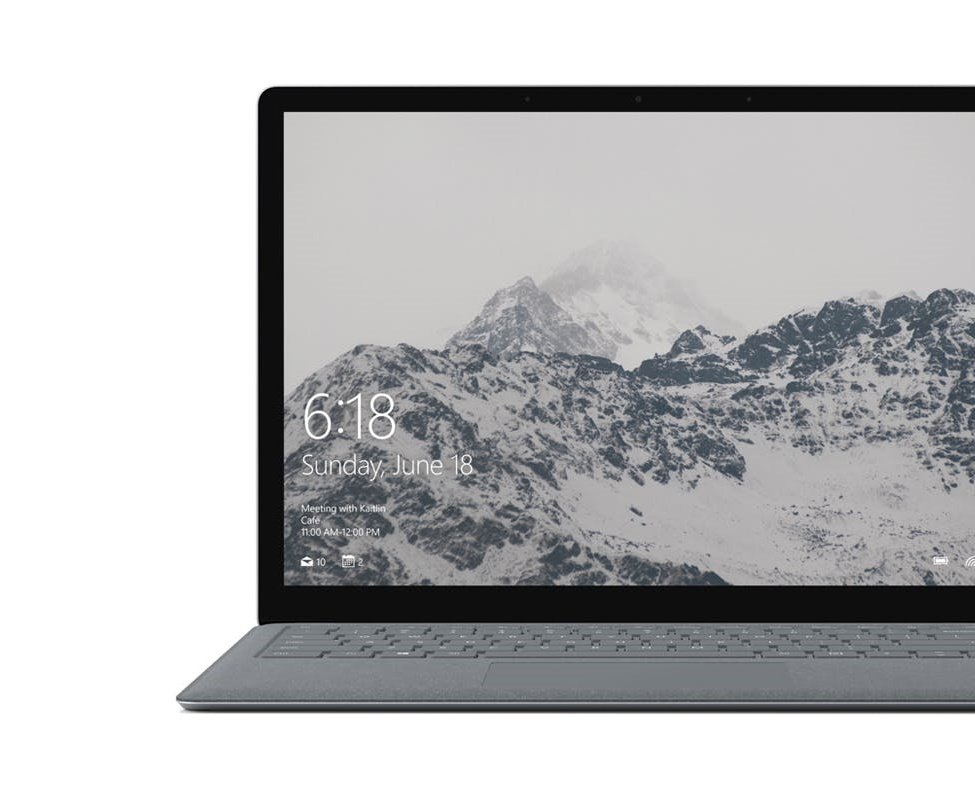 6:18
Sunday, June 18
Meeting with Kaitlin
Café
11:00 AM-12:00 PM
10
2